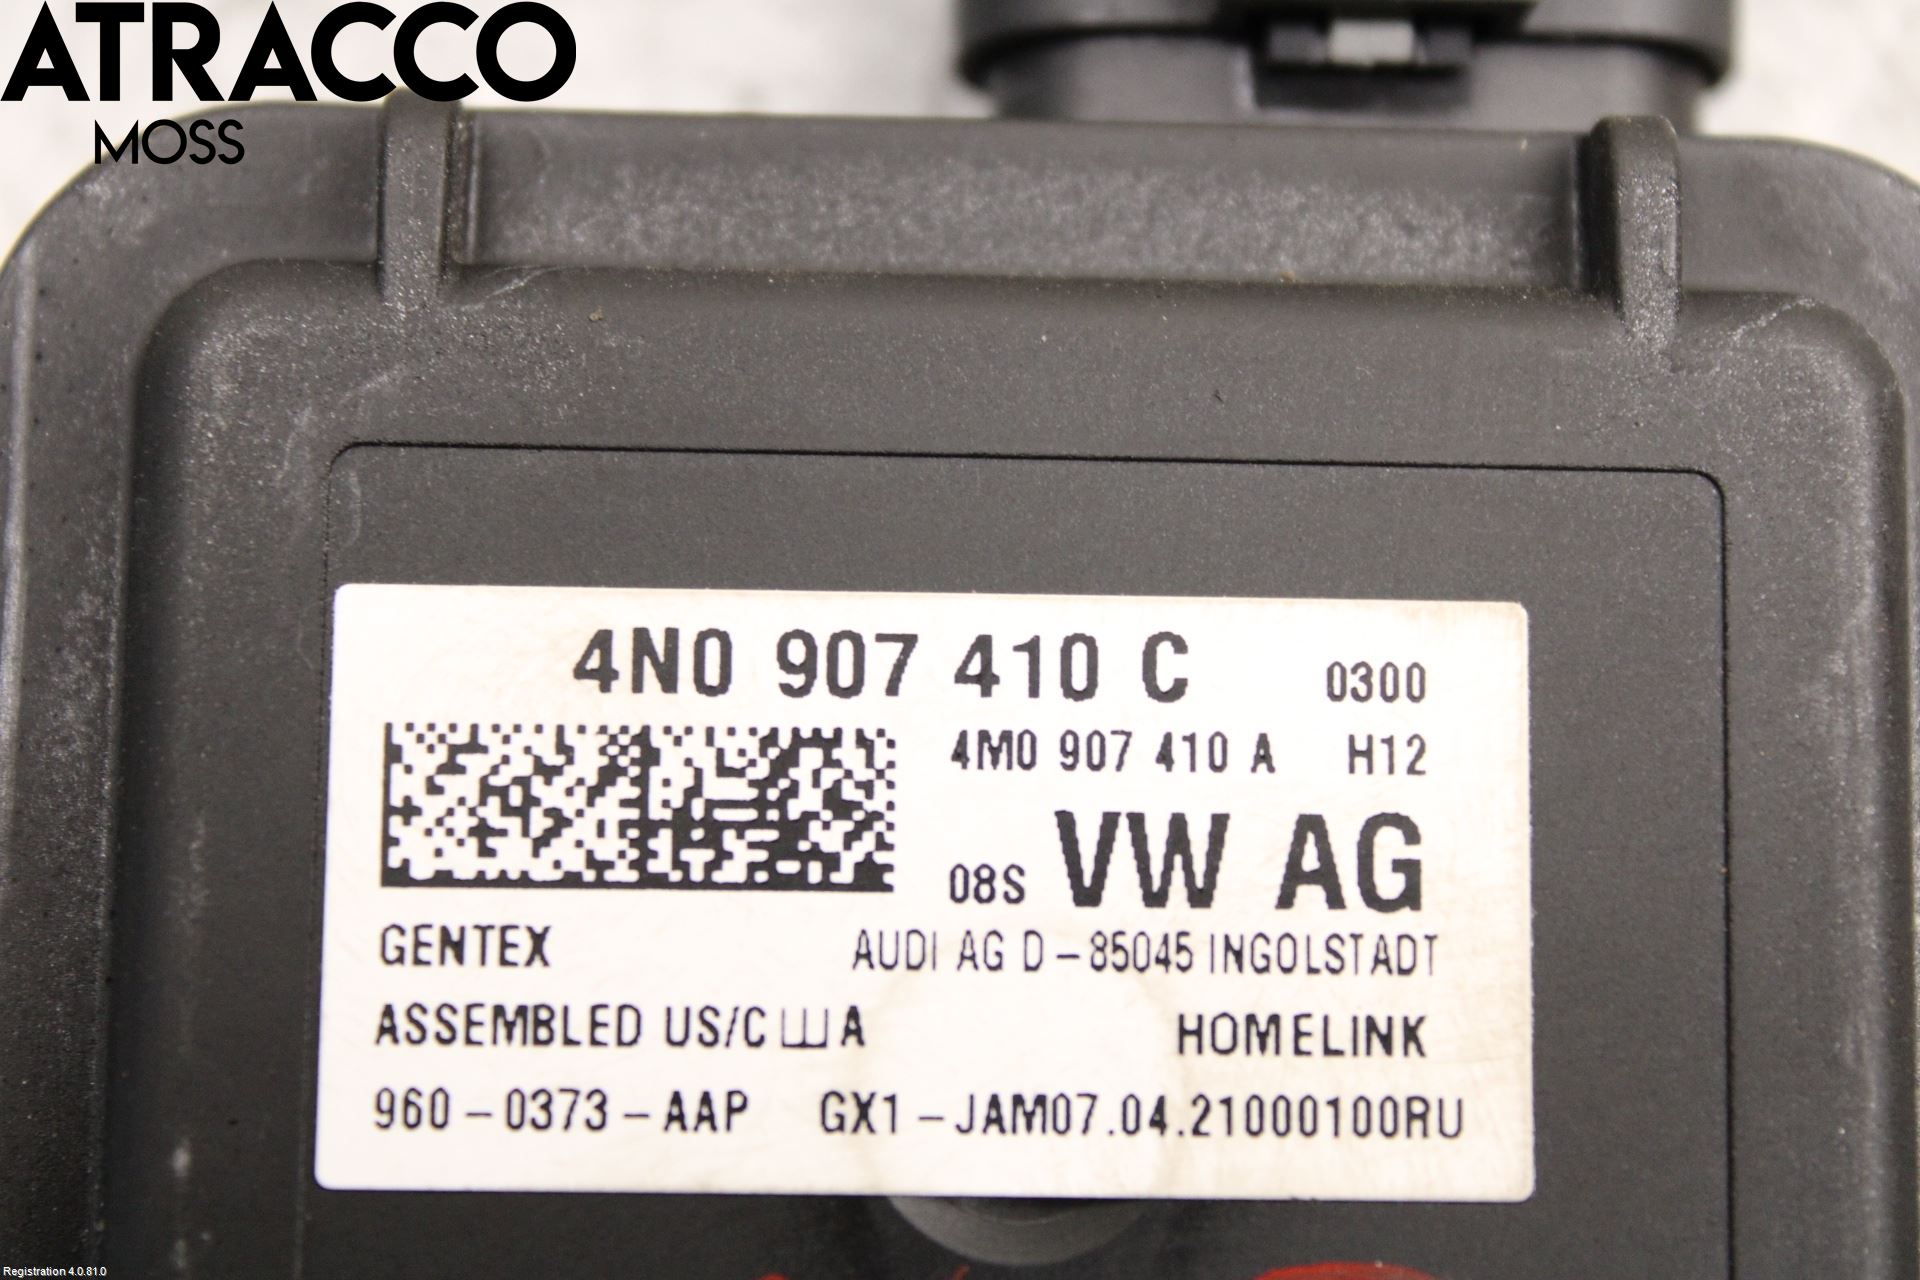 ATRACCO
MOSS
4N0 907 410 C 0300
4M0 907 410 A H12
08S VW AG
GENTEX AUDI AG D-85045 INGOLSTADT
ASSEMBLED US/CШA HOMELINK
960-0373-AAP GX1-JAM07.04.21000100RU
Registration 4.0.81.0